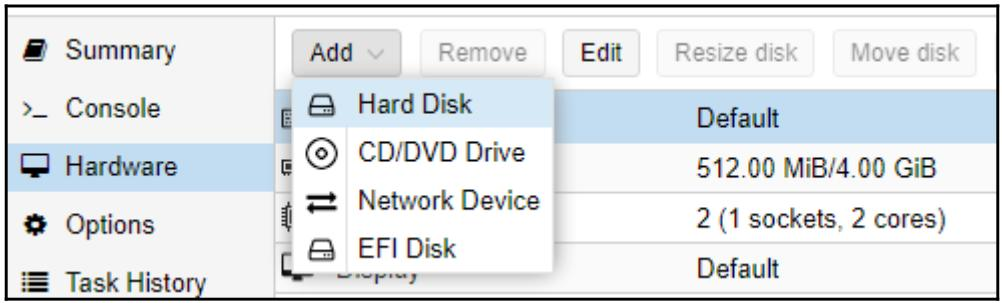 Summary
Console
Hardware
Options
Task History
Add Remove Edit Resize disk Move disk
Hard Disk
CD/DVD Drive
Network Device
EFI Disk
Default
512.00 MiB/4.00 GiB
2 (1 sockets, 2 cores)
Display Default